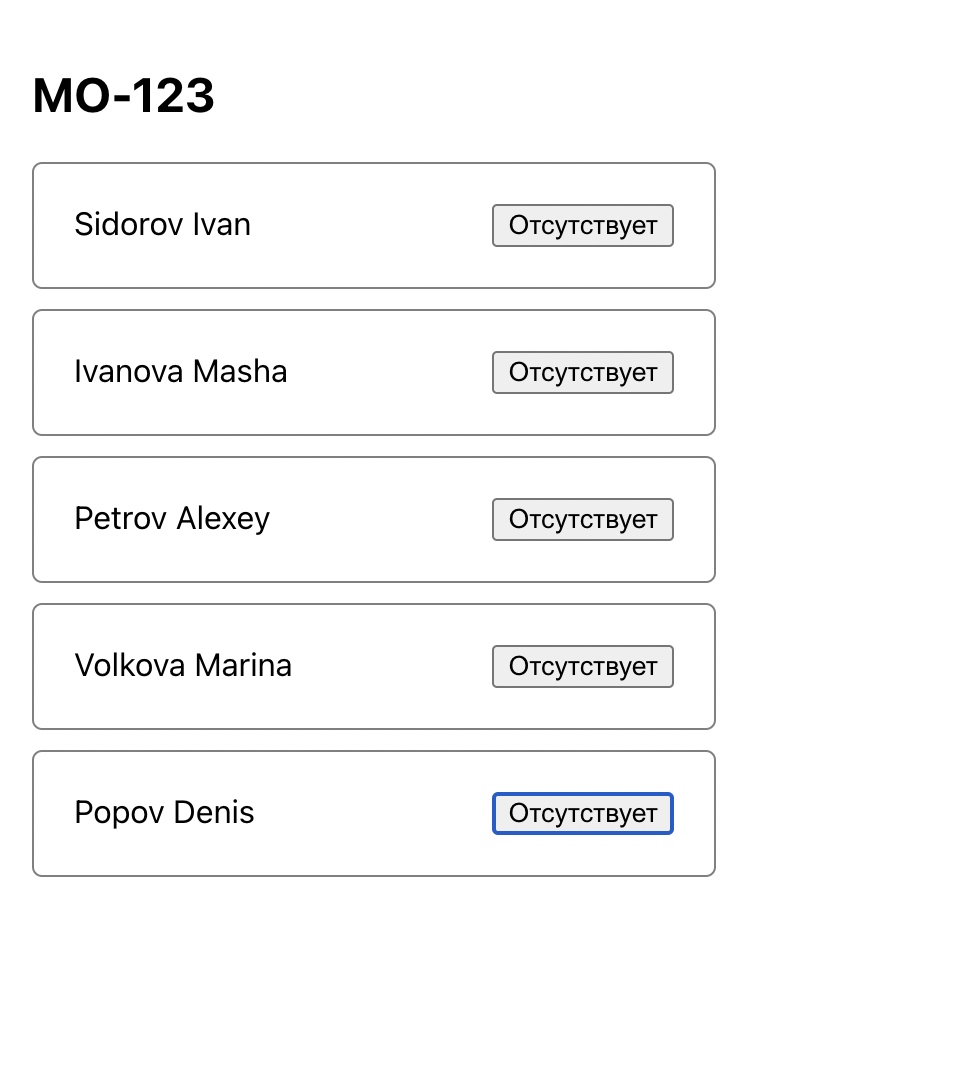 MO-123
Sidorov Ivan Отсутствует
Ivanova Masha Отсутствует
Petrov Alexey Отсутствует
Volkova Marina Отсутствует
Popov Denis Отсутствует